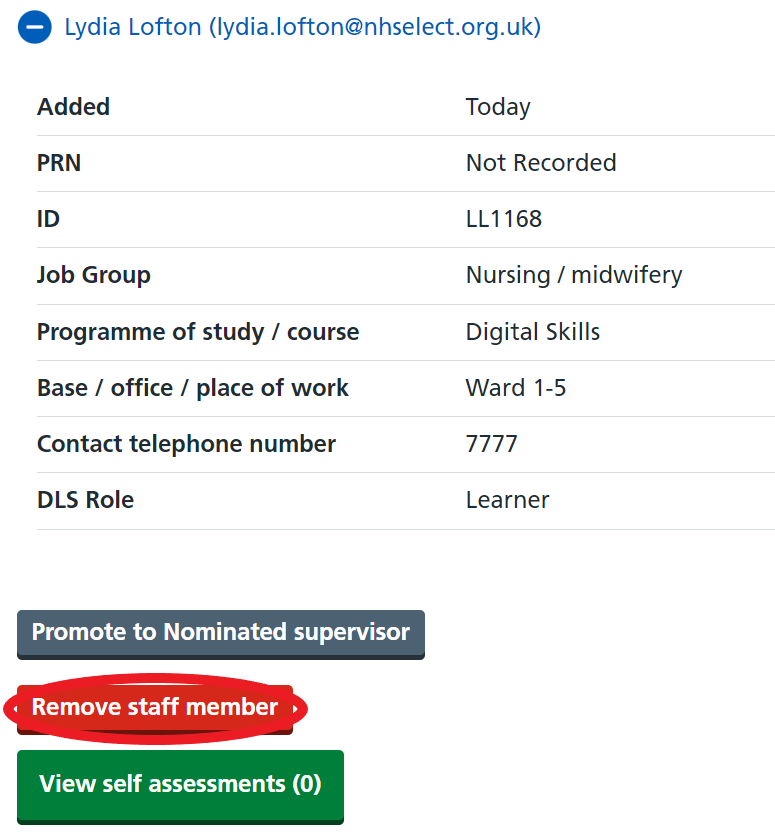 Lydia Lofton (lydia.lofton@nhselect.org.uk)
Added Today
PRN Not Recorded
ID LL1168
Job Group Nursing / midwifery
Programme of study / course Digital Skills
Base / office / place of work Ward 1-5
Contact telephone number 7777
DLS Role Learner
Promote to Nominated supervisor
Remove staff member
View self assessments (0)